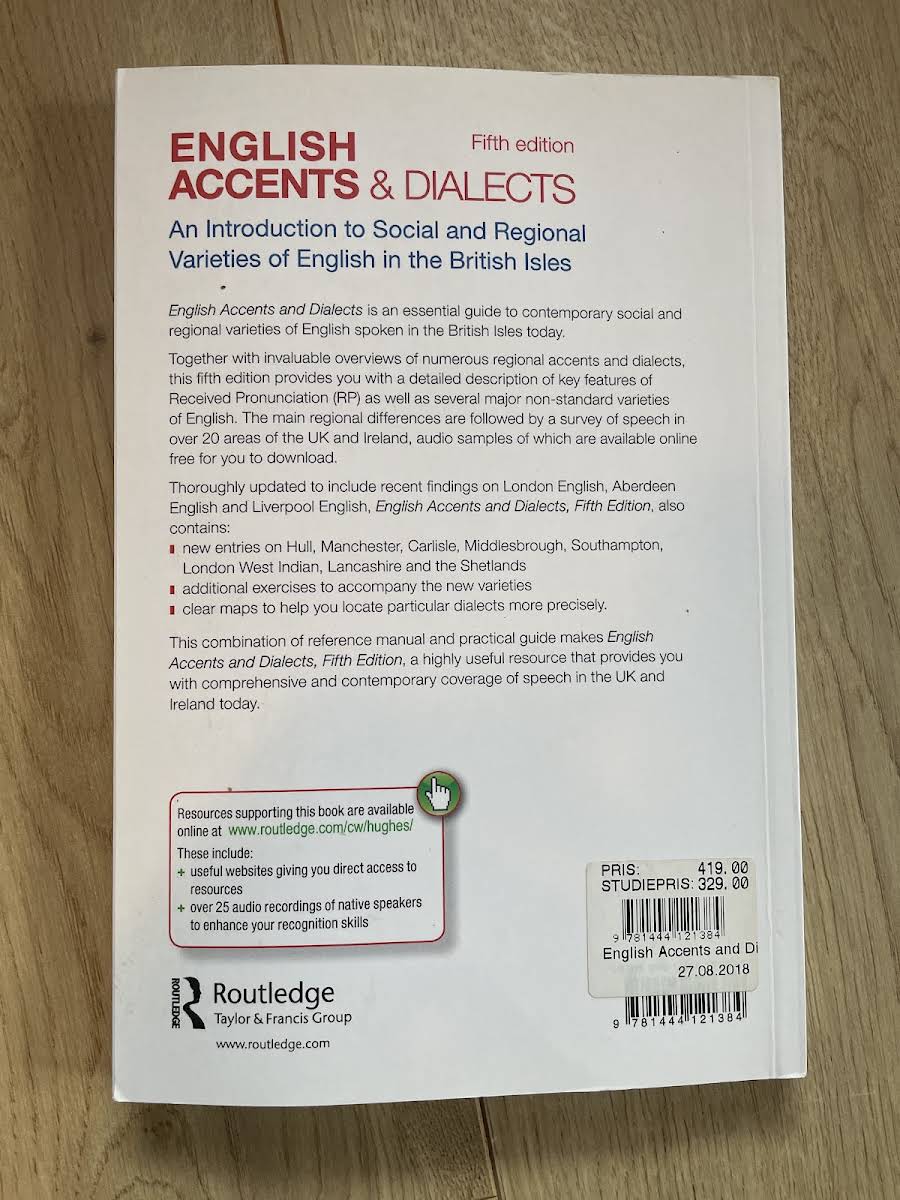 ENGLISH
Fifth edition
ACCENTS & DIALECTS
An Introduction to Social and Regional
Varieties of English in the British Isles
English Accents and Dialects is an essential guide to contemporary social and
regional varieties of English spoken in the British Isles today.
Together with invaluable overviews of numerous regional accents and dialects,
this fifth edition provides you with a detailed description of key features of
Received Pronunciation (RP) as well as several major non-standard varieties
of English. The main regional differences are followed by a survey of speech in
over 20 areas of the UK and Ireland, audio samples of which are available online
free for you to download.
Thoroughly updated to include recent findings on London English, Aberdeen
English and Liverpool English, English Accents and Dialects, Fifth Edition, also
contains:
new entries on Hull, Manchester, Carlisle, Middlesbrough, Southampton,
London West Indian, Lancashire and the Shetlands
additional exercises to accompany the new varieties
clear maps to help you locate particular dialects more precisely.
This combination of reference manual and practical guide makes English
Accents and Dialects, Fifth Edition, a highly useful resource that provides you
with comprehensive and contemporary coverage of speech in the UK and
Ireland today.
Resources supporting this book are available
online at www.routledge.com/cw/hughes/
These include:
+ useful websites giving you direct access to
resources
+ over 25 audio recordings of native speakers
to enhance your recognition skills
ROUTLEDGE
Routledge
Taylor & Francis Group
www.routledge.com
PRIS: 419.00
STUDIEPRIS: 329.00
9 781444 121384
English Accents and Di
27.08.2018
9 781444 121384